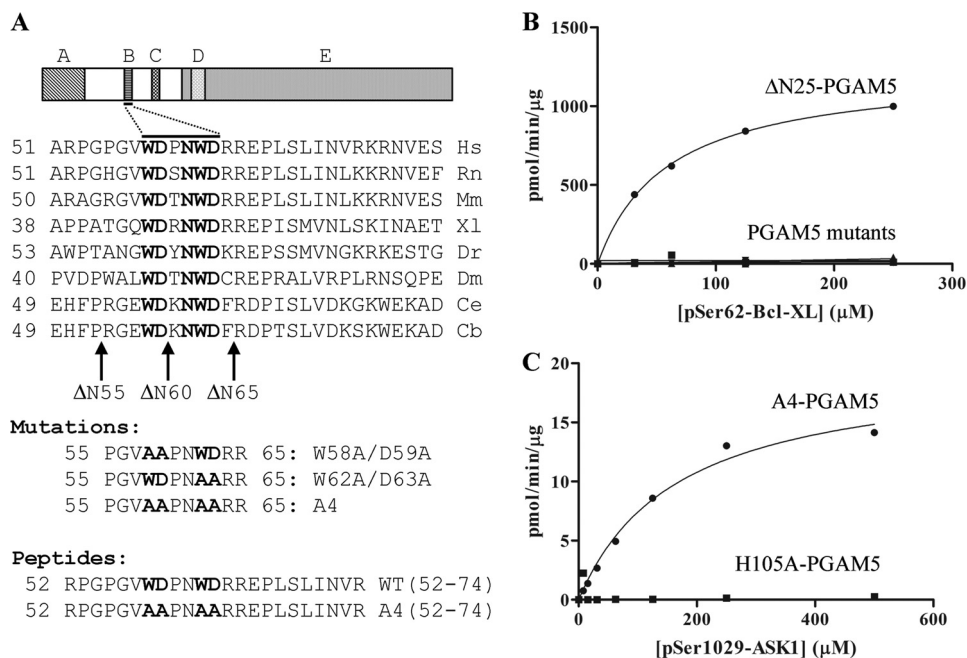 A
A B C D E
51 ARPGPGVWDPNWDRREPLSLINVRKRNVES Hs
51 ARPGHGVWDSNWDRREPLSLINLKKRNVEF Rn
50 ARAGRGVWDTNWDRREPLSLINLKKRNVES Mm
38 APPATGQWDRNWDRREPISMVNLSKINAET Xl
53 AWPTANGWDYNWDKREPSSMVNGKRKESTG Dr
40 PVDPWALWDTNWDCREPRALVRPLRNSQPE Dm
49 EHFPRGEWDKNWDFRDPISLVDKGKWEKAD Ce
49 EHFPRGEWDKNWDFRDPTSLVDKSKWEKAD Cb
ΔN55 ΔN60 ΔN65
Mutations:
55 PGVAAPNWDRR 65: W58A/D59A
55 PGVWDPNAARR 65: W62A/D63A
55 PGVAAPNAARR 65: A4
Peptides:
52 RPGPGVWDPNWDRREPLSLINVR WT(52-74)
52 RPGPGVAAPNAARREPLSLINVR A4(52-74)
B
pmol/min/µg
1000
500
0
ΔN25-PGAM5
PGAM5 mutants
0 100 200 300
[pSer62-Bcl-XL] (µM)
C
pmol/min/µg
20
15
10
5
0
A4-PGAM5
H105A-PGAM5
0 200 400 600
[pSer1029-ASK1] (µM)